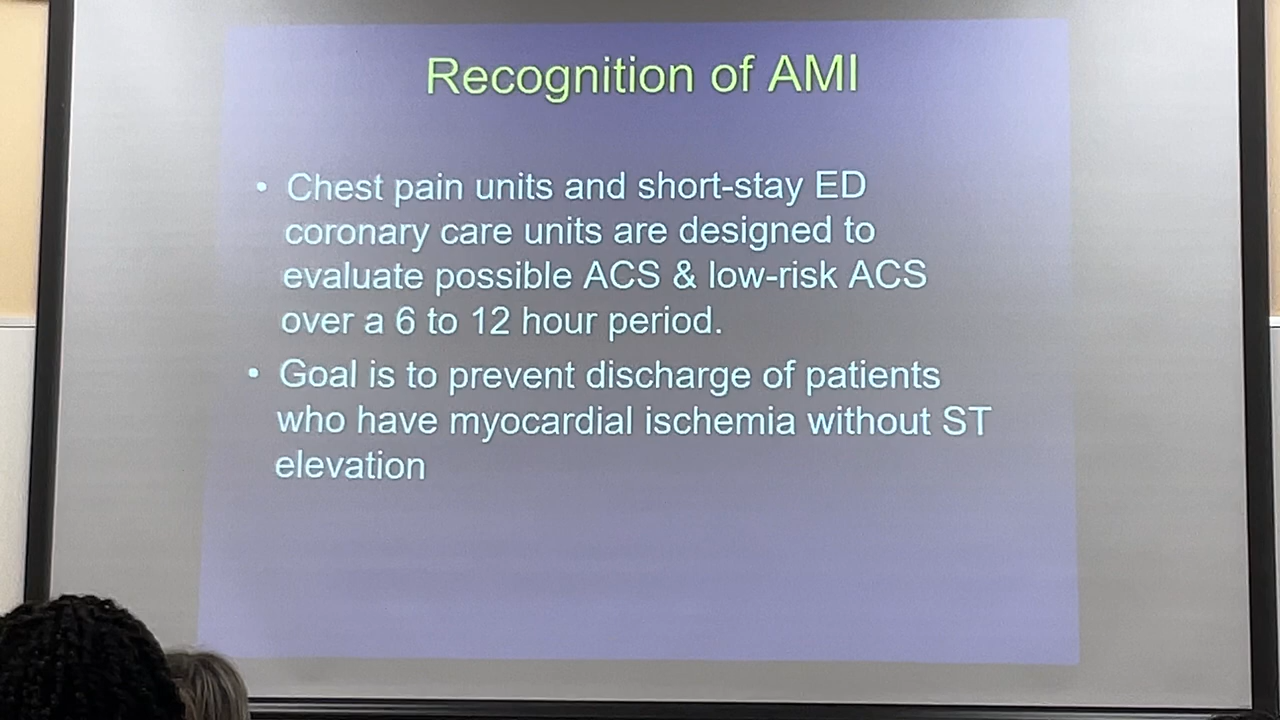 Recognition of AMI
• Chest pain units and short-stay ED
coronary care units are designed to
evaluate possible ACS & low-risk ACS
over a 6 to 12 hour period.
• Goal is to prevent discharge of patients
who have myocardial ischemia without ST
elevation